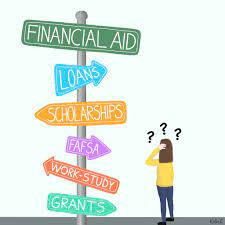 FINANCIAL AID
LOANS
SCHOLARSHIPS
FAFSA
? ? ?
WORK-STUDY
GRANTS